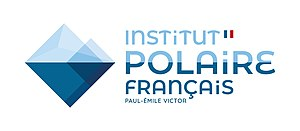 INSTITUT
POLAIRE
FRANÇAIS
PAUL-ÉMILE VICTOR